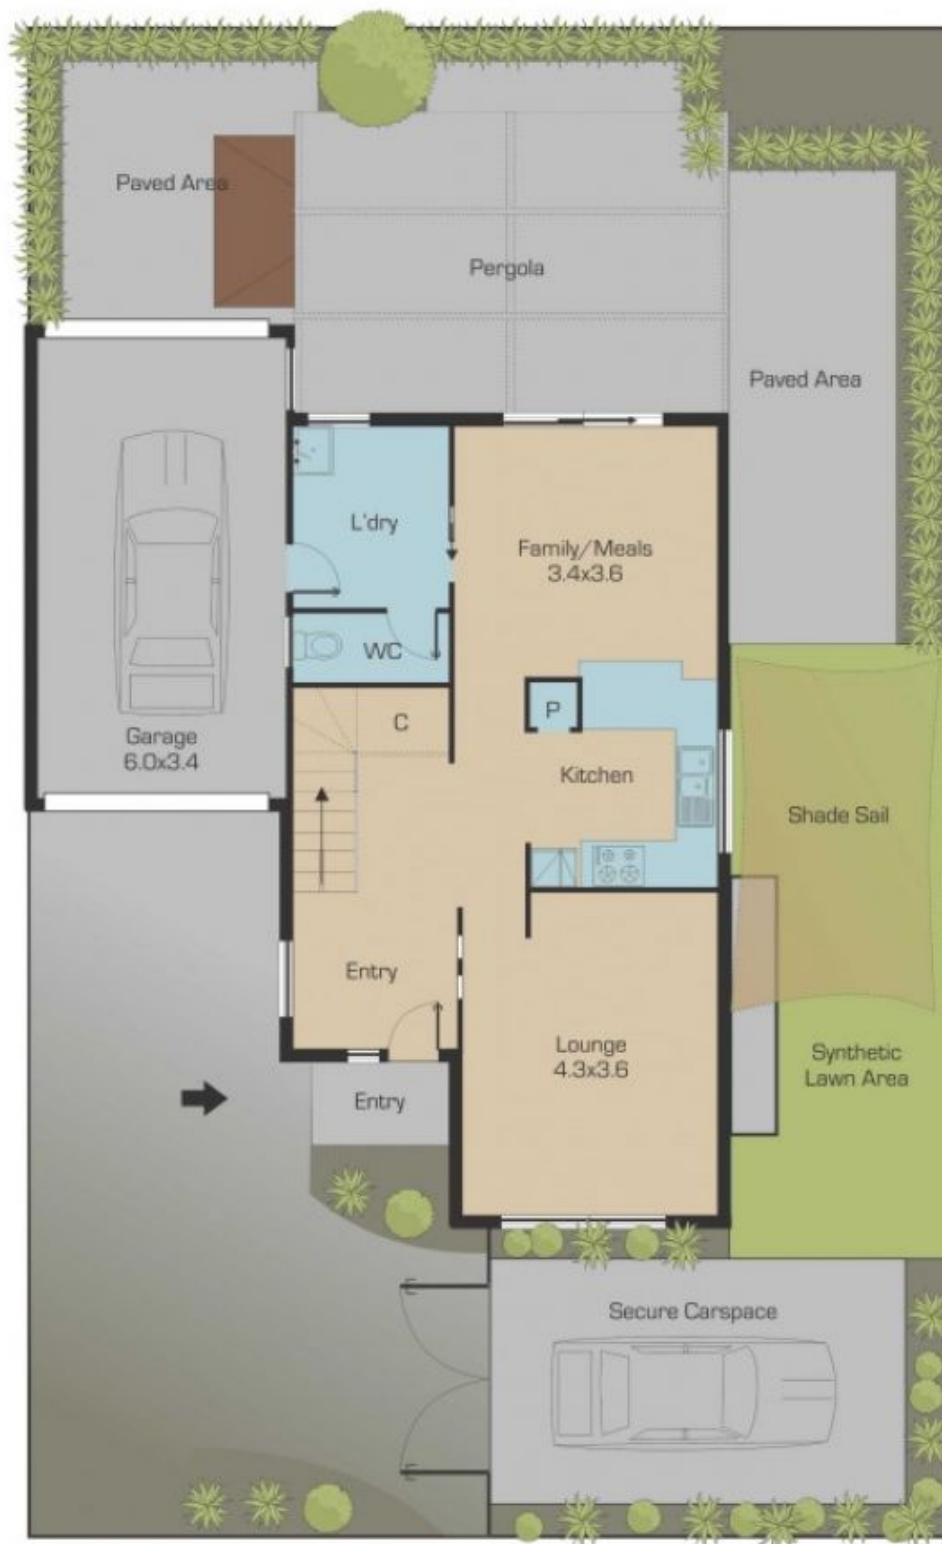 Paved Area
Pergola
Paved Area
L'dry
Family/Meals
3.4x3.6
WC
P
C
Garage
6.0x3.4
Kitchen
Shade Sail
Entry
Lounge
4.3x3.6
Synthetic
Lawn Area
Entry
Secure Carspace